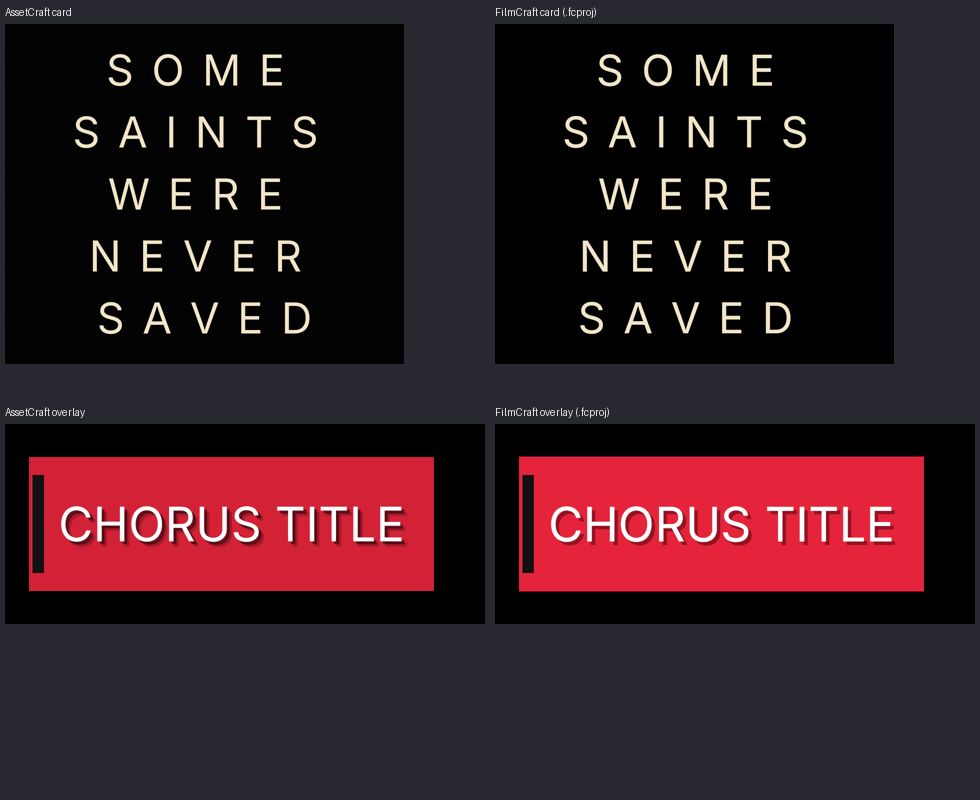 AssetCraft card
SOME
SAINTS
WERE
NEVER
SAVED
FilmCraft card (.fcproj)
SOME
SAINTS
WERE
NEVER
SAVED
AssetCraft overlay
CHORUS TITLE
FilmCraft overlay (.fcproj)
CHORUS TITLE